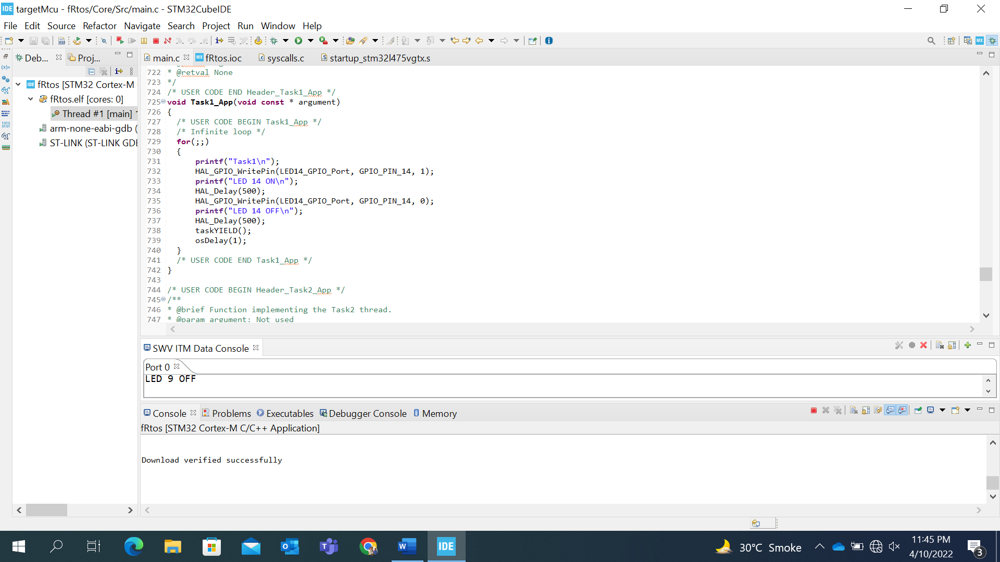 IDE targetMcu - fRtos/Core/Src/main.c - STM32CubeIDE
File Edit Source Refactor Navigate Search Project Run Window Help
Deb... Proj...
main.c fRtos.ioc syscalls.c startup_stm32l475vgtx.s
fRtos [STM32 Cortex-M
fRtos.elf [cores: 0]
Thread #1 [main]
arm-none-eabi-gdb (
ST-LINK (ST-LINK GDB
722 * @retval None
723 */
724 /* USER CODE END Header_Task1_App */
725 void Task1_App(void const * argument)
726 {
727 /* USER CODE BEGIN Task1_App */
728 /* Infinite loop */
729 for(;;)
730 {
731 printf("Task1\n");
732 HAL_GPIO_WritePin(LED14_GPIO_Port, GPIO_PIN_14, 1);
733 printf("LED 14 ON\n");
734 HAL_Delay(500);
735 HAL_GPIO_WritePin(LED14_GPIO_Port, GPIO_PIN_14, 0);
736 printf("LED 14 OFF\n");
737 HAL_Delay(500);
738 taskYIELD();
739 osDelay(1);
740 }
741 /* USER CODE END Task1_App */
742 }
743
744 /* USER CODE BEGIN Header_Task2_App */
745 /**
746 * @brief Function implementing the Task2 thread.
747 * @param argument: Not used
SWV ITM Data Console
Port 0
LED 9 OFF
Console Problems Executables Debugger Console Memory
fRtos [STM32 Cortex-M C/C++ Application]
Download verified successfully
IDE
30°C Smoke
11:45 PM
4/10/2022
3